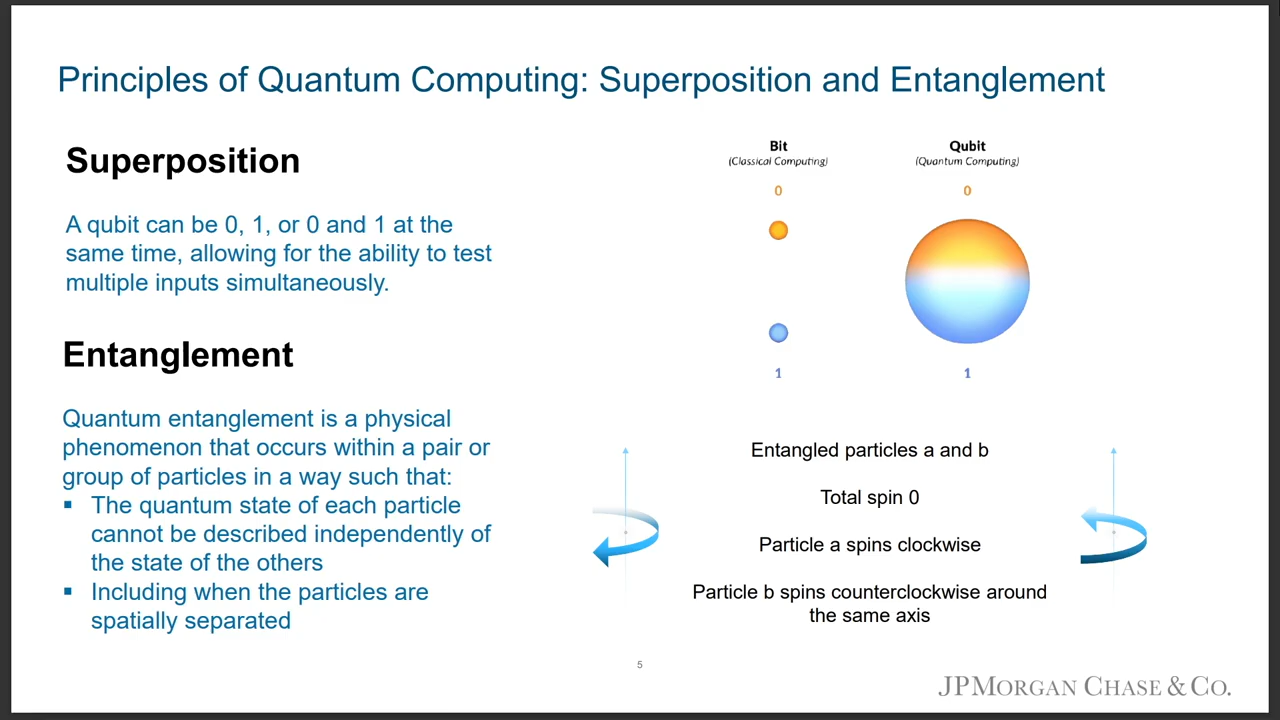 Principles of Quantum Computing: Superposition and Entanglement
Superposition
A qubit can be 0, 1, or 0 and 1 at the
same time, allowing for the ability to test
multiple inputs simultaneously.
Bit
(Classical Computing)
0
1
Qubit
(Quantum Computing)
0
1
Entanglement
Quantum entanglement is a physical
phenomenon that occurs within a pair or
group of particles in a way such that:
▪ The quantum state of each particle
cannot be described independently of
the state of the others
▪ Including when the particles are
spatially separated
Entangled particles a and b
Total spin 0
Particle a spins clockwise
Particle b spins counterclockwise around
the same axis
5
JPMORGAN CHASE & CO.